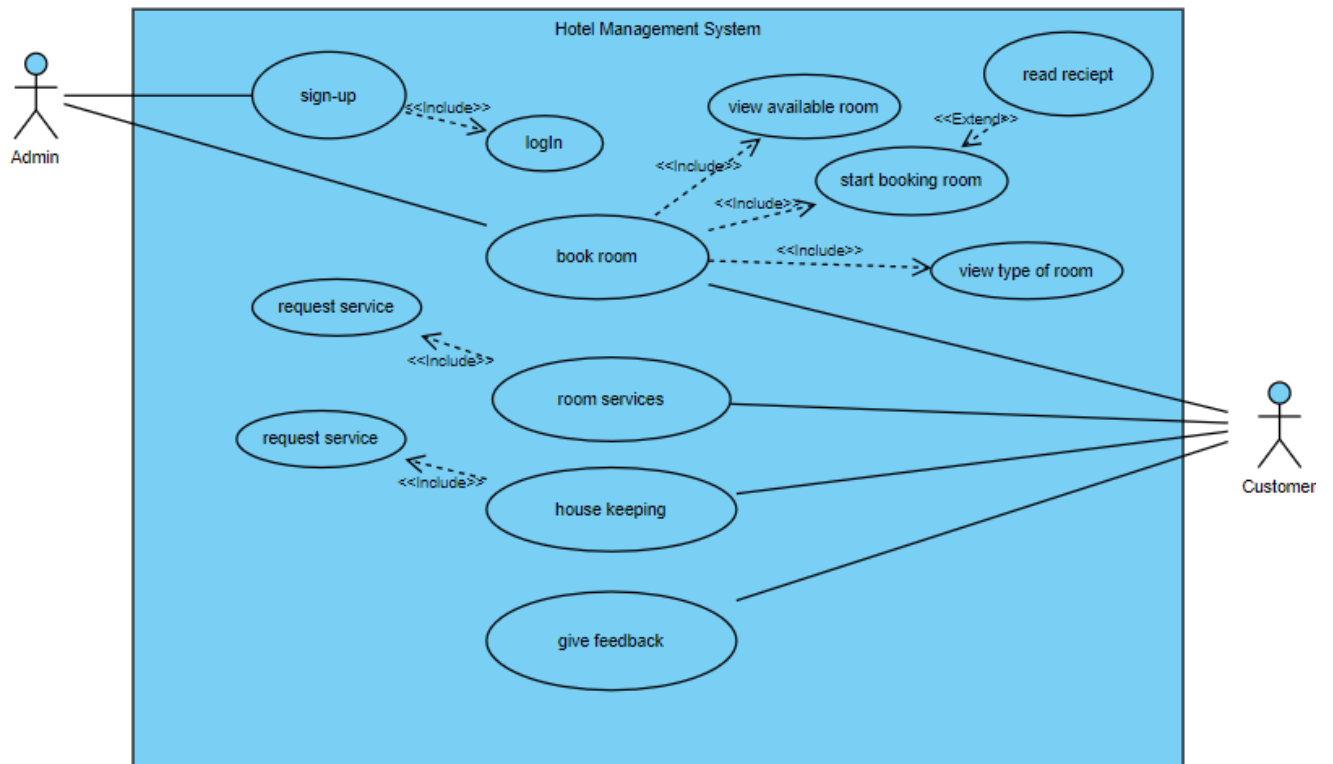 Hotel Management System
read reciept
sign-up
<<Include>>
view available room
<<Extend>>
logIn
Admin
<<Include>>
start booking room
<<Include>>
book room
<<Include>>
view type of room
request service
<<Include>>
room services
request service
<<Include>>
house keeping
Customer
give feedback